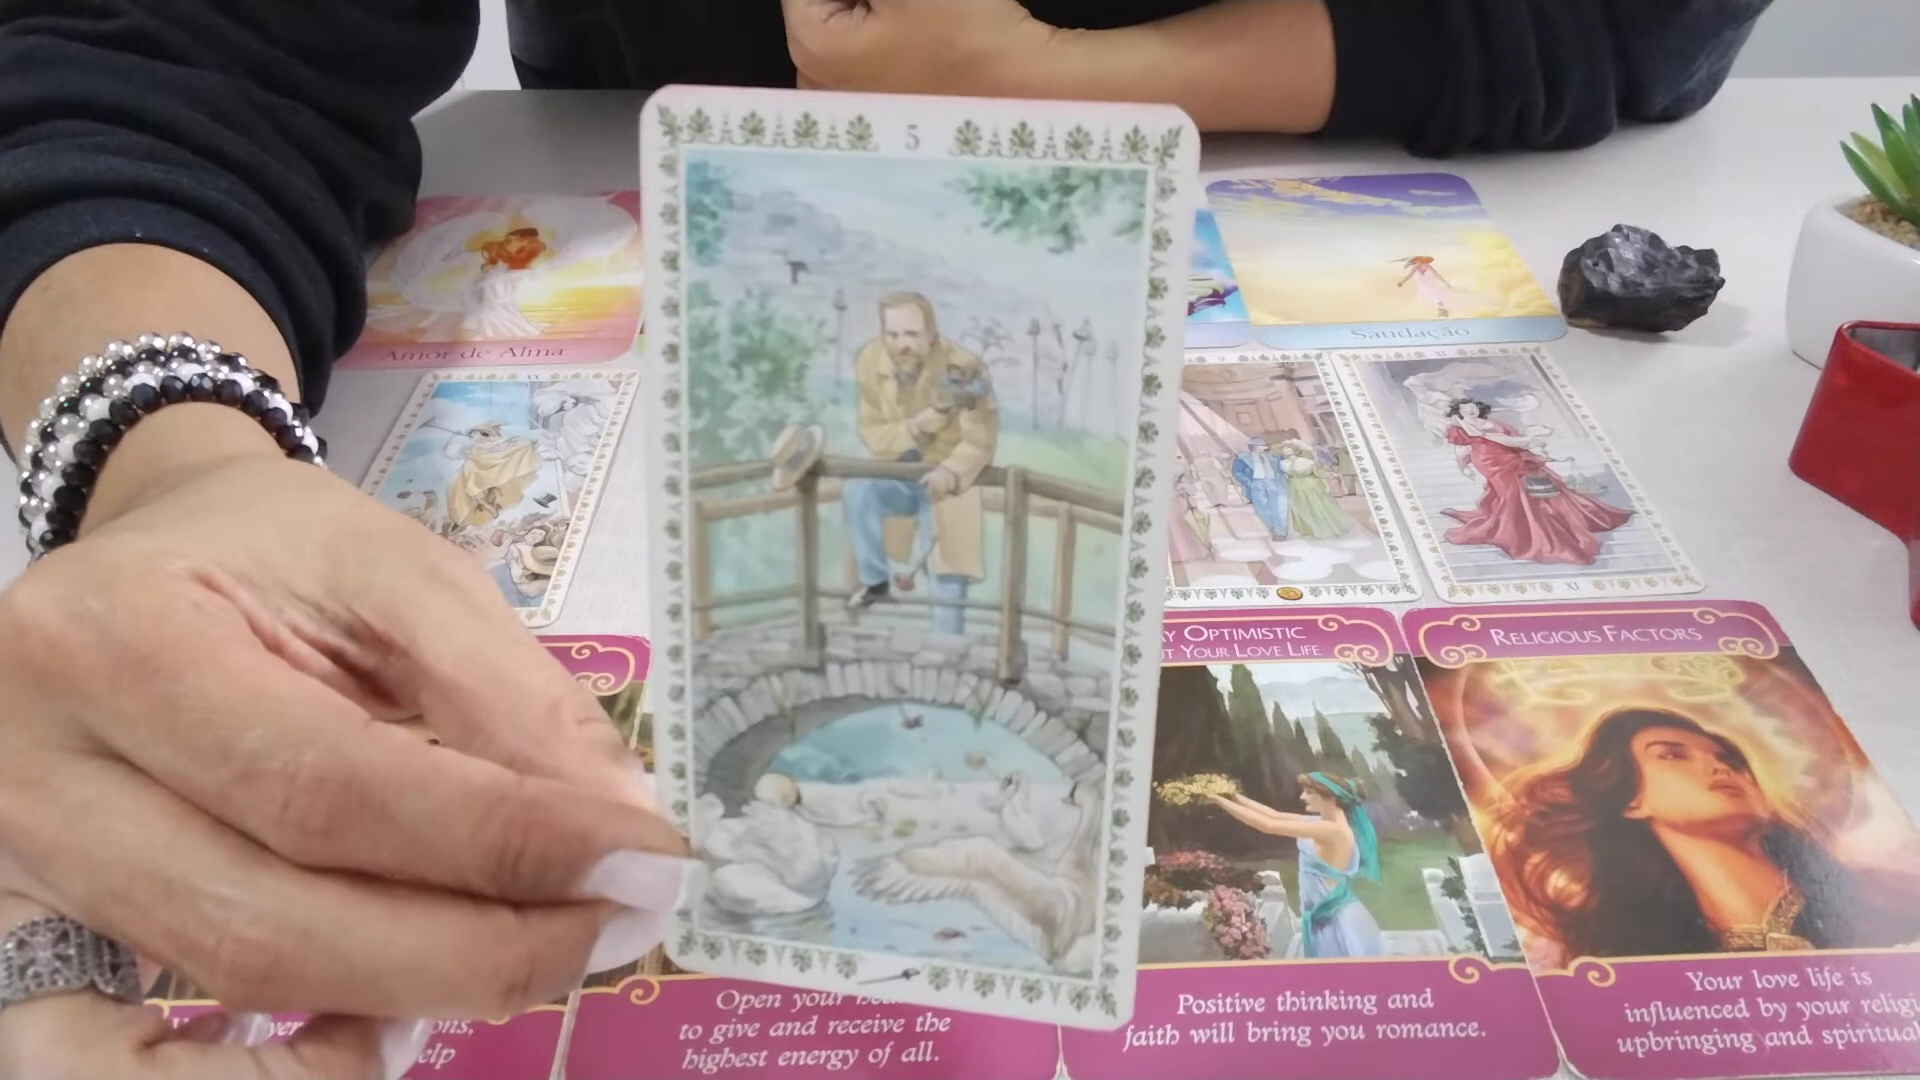 5
Amor de Alma
Saudação
XI
OPTIMISTIC
YOUR LOVE LIFE
RELIGIOUS FACTORS
XI
Open your
to give and receive the
highest energy of all.
Positive thinking and
faith will bring you romance.
Your love life is
influenced by your
upbringing and